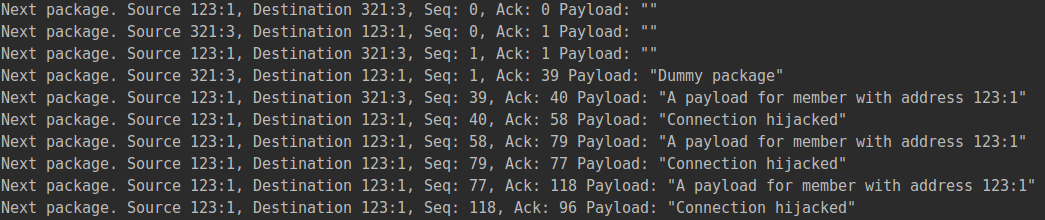 Next package. Source 123:1, Destination 321:3, Seq: 0, Ack: 0 Payload: ""
Next package. Source 321:3, Destination 123:1, Seq: 0, Ack: 1 Payload: ""
Next package. Source 123:1, Destination 321:3, Seq: 1, Ack: 1 Payload: ""
Next package. Source 321:3, Destination 123:1, Seq: 1, Ack: 39 Payload: "Dummy package"
Next package. Source 123:1, Destination 321:3, Seq: 39, Ack: 40 Payload: "A payload for member with address 123:1"
Next package. Source 123:1, Destination 123:1, Seq: 40, Ack: 58 Payload: "Connection hijacked"
Next package. Source 123:1, Destination 123:1, Seq: 58, Ack: 79 Payload: "A payload for member with address 123:1"
Next package. Source 123:1, Destination 123:1, Seq: 79, Ack: 77 Payload: "Connection hijacked"
Next package. Source 123:1, Destination 123:1, Seq: 77, Ack: 118 Payload: "A payload for member with address 123:1"
Next package. Source 123:1, Destination 123:1, Seq: 118, Ack: 96 Payload: "Connection hijacked"